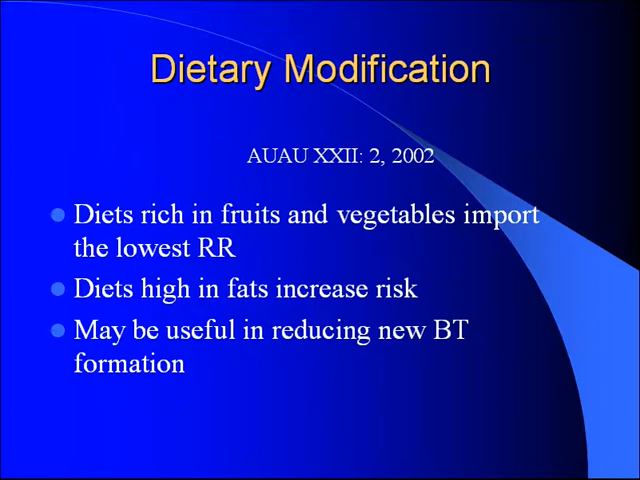 Dietary Modification
AUAU XXII: 2, 2002
Diets rich in fruits and vegetables import
the lowest RR
Diets high in fats increase risk
May be useful in reducing new BT
formation